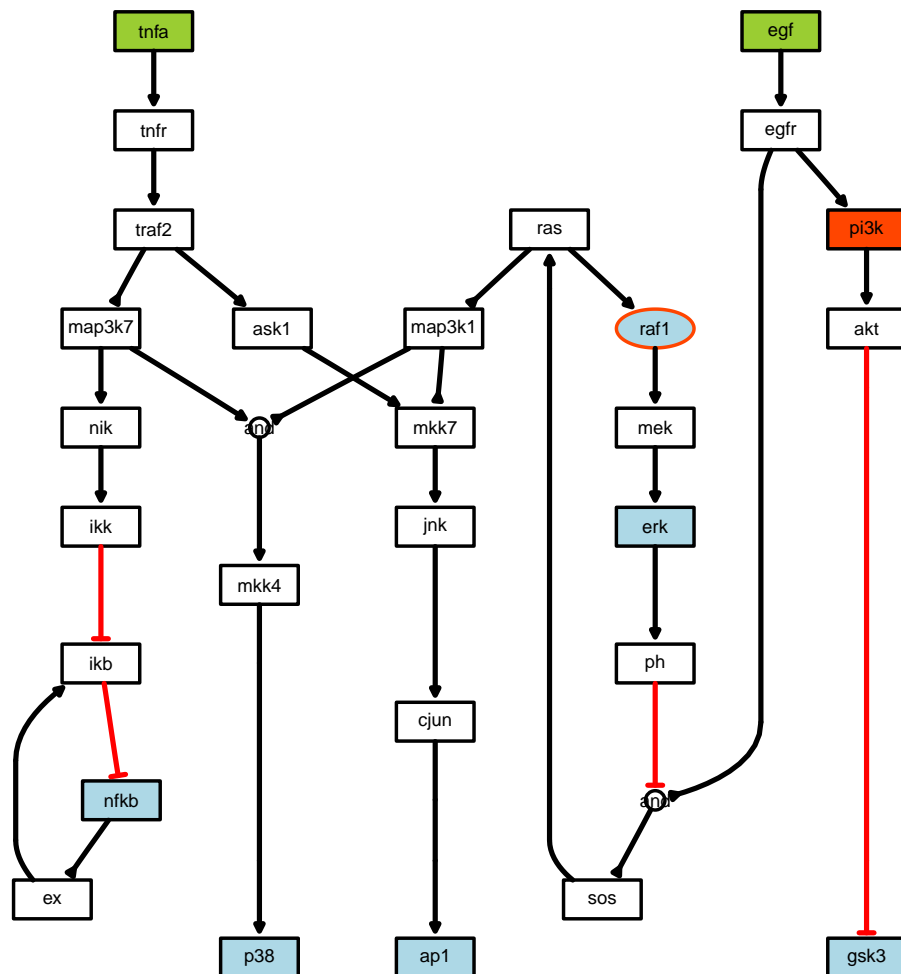 tnfa
egf
tnfr
egfr
traf2
ras
pi3k
map3k7
ask1
map3k1
raf1
akt
nik
and
mkk7
mek
ikk
jnk
erk
mkk4
ikb
ph
cjun
nfkb
and
ex
sos
p38
ap1
gsk3